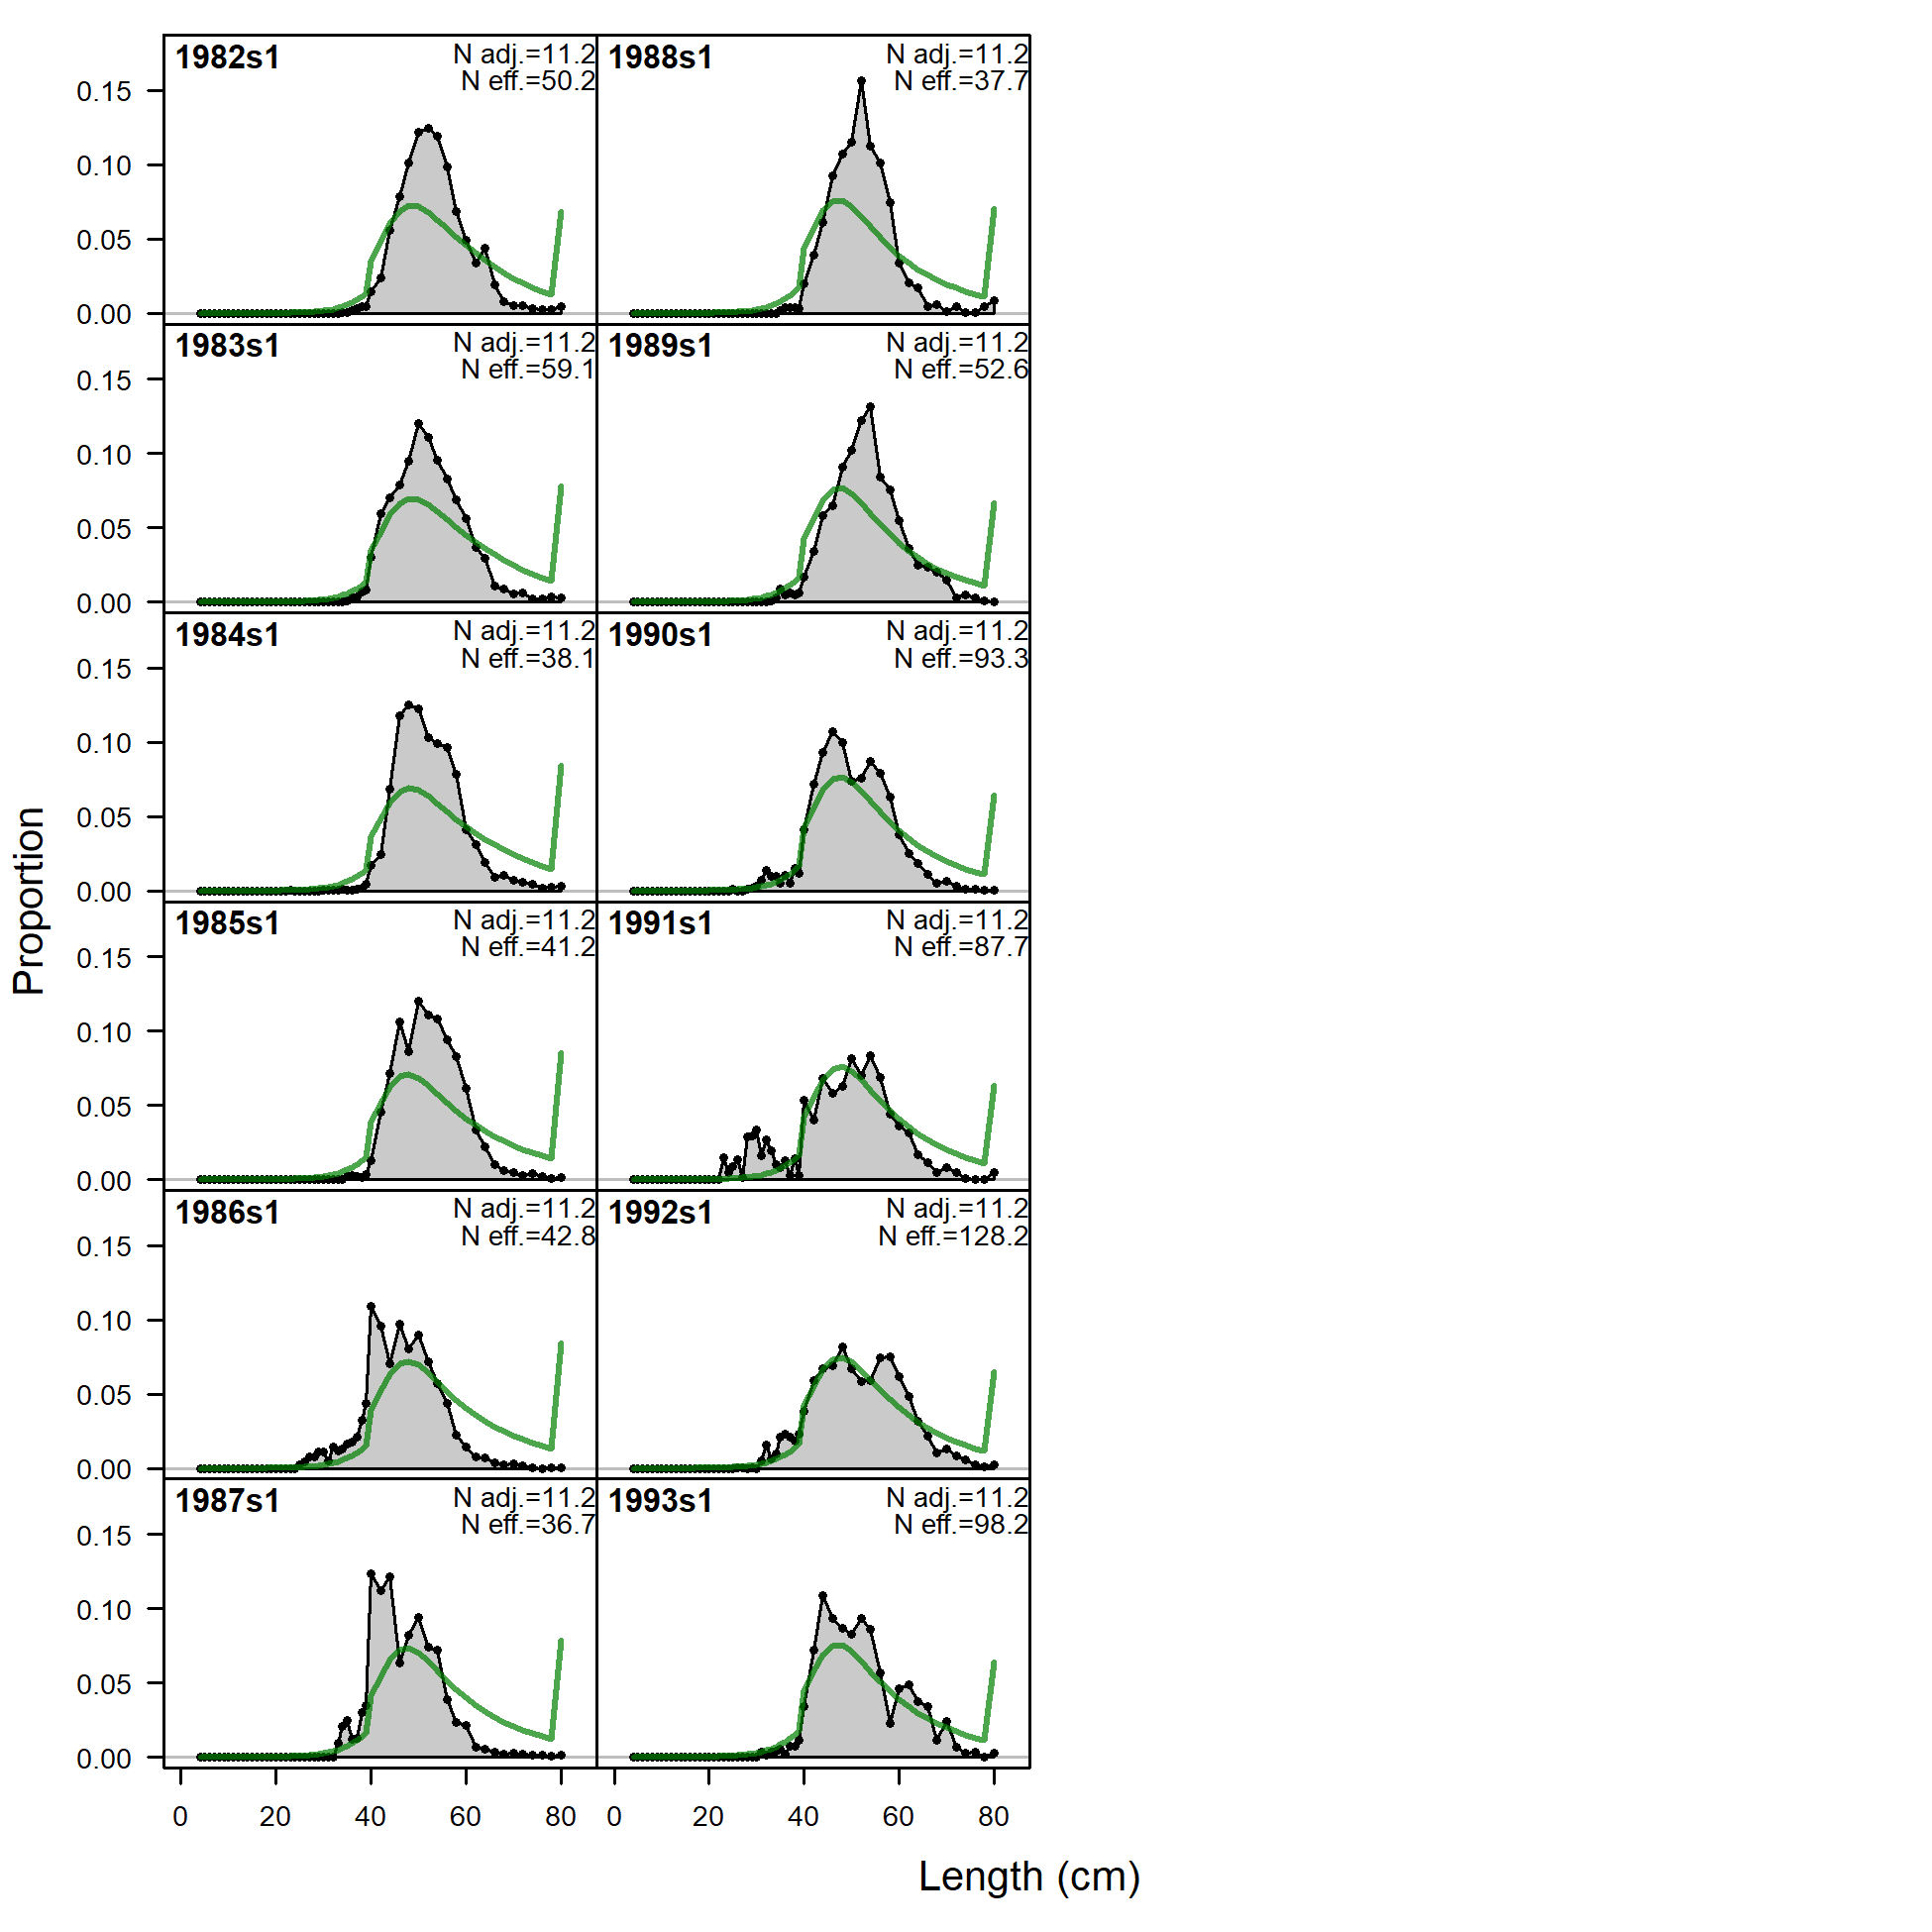 Proportion
1982s1
N adj.=11.2
N eff.=50.2
0.15
0.10
0.05
0.00
1988s1
N adj.=11.2
N eff.=37.7
1983s1
N adj.=11.2
N eff.=59.1
0.15
0.10
0.05
0.00
1989s1
N adj.=11.2
N eff.=52.6
1984s1
N adj.=11.2
N eff.=38.1
0.15
0.10
0.05
0.00
1990s1
N adj.=11.2
N eff.=93.3
1985s1
N adj.=11.2
N eff.=41.2
0.15
0.10
0.05
0.00
1991s1
N adj.=11.2
N eff.=87.7
1986s1
N adj.=11.2
N eff.=42.8
0.15
0.10
0.05
0.00
1992s1
N adj.=11.2
N eff.=128.2
1987s1
N adj.=11.2
N eff.=36.7
0.15
0.10
0.05
0.00
1993s1
N adj.=11.2
N eff.=98.2
0 20 40 60 80 0 20 40 60 80
Length (cm)